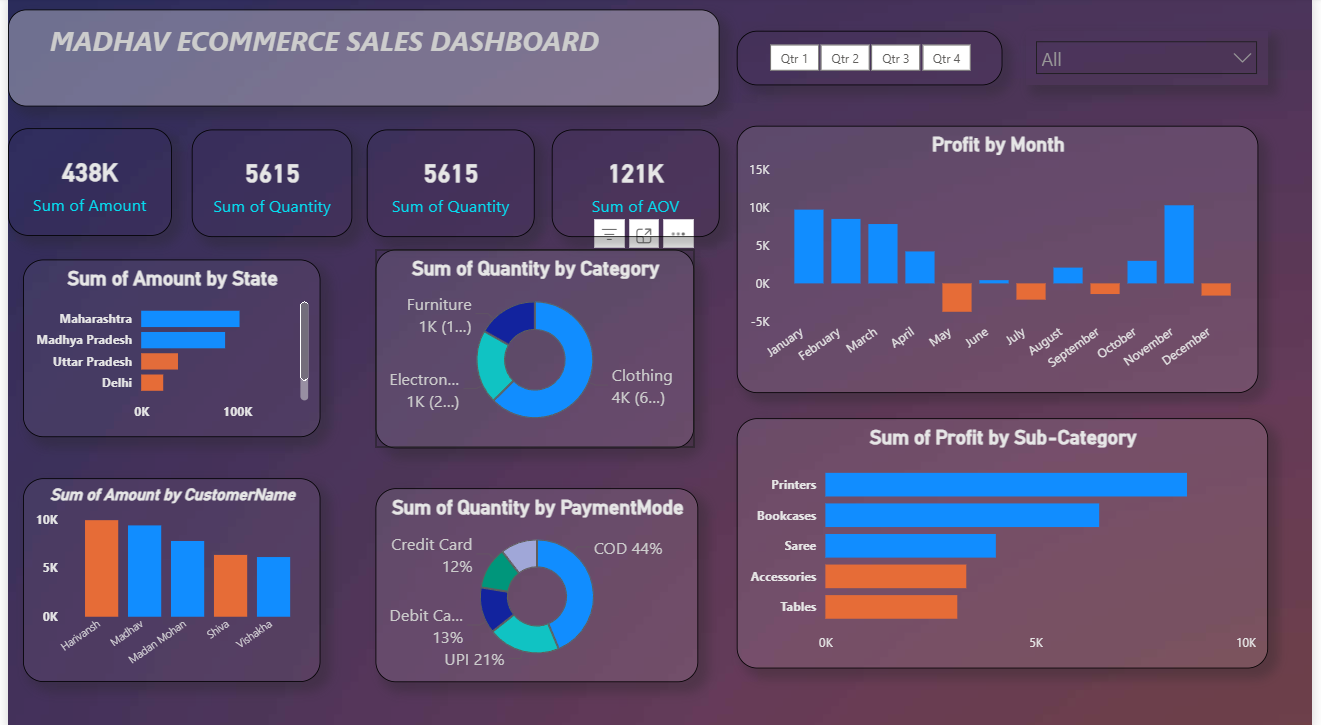 MADHAV ECOMMERCE SALES DASHBOARD
Qtr 1 Qtr 2 Qtr 3 Qtr 4
All
438K
Sum of Amount
5615
Sum of Quantity
5615
Sum of Quantity
121K
Sum of AOV
Profit by Month
15K
10K
5K
0K
-5K
January February March April May June July August September October November December
Sum of Amount by State
Maharashtra
Madhya Pradesh
Uttar Pradesh
Delhi
0K 100K
Sum of Quantity by Category
Furniture
1K (1...)
Electron...
1K (2...)
Clothing
4K (6...)
Sum of Profit by Sub-Category
Printers
Bookcases
Saree
Accessories
Tables
0K 5K 10K
Sum of Amount by CustomerName
10K
5K
0K
Harivansh Madhav Madan Mohan Shiva Vishakha
Sum of Quantity by PaymentMode
Credit Card
12%
COD 44%
Debit Ca...
13%
UPI 21%